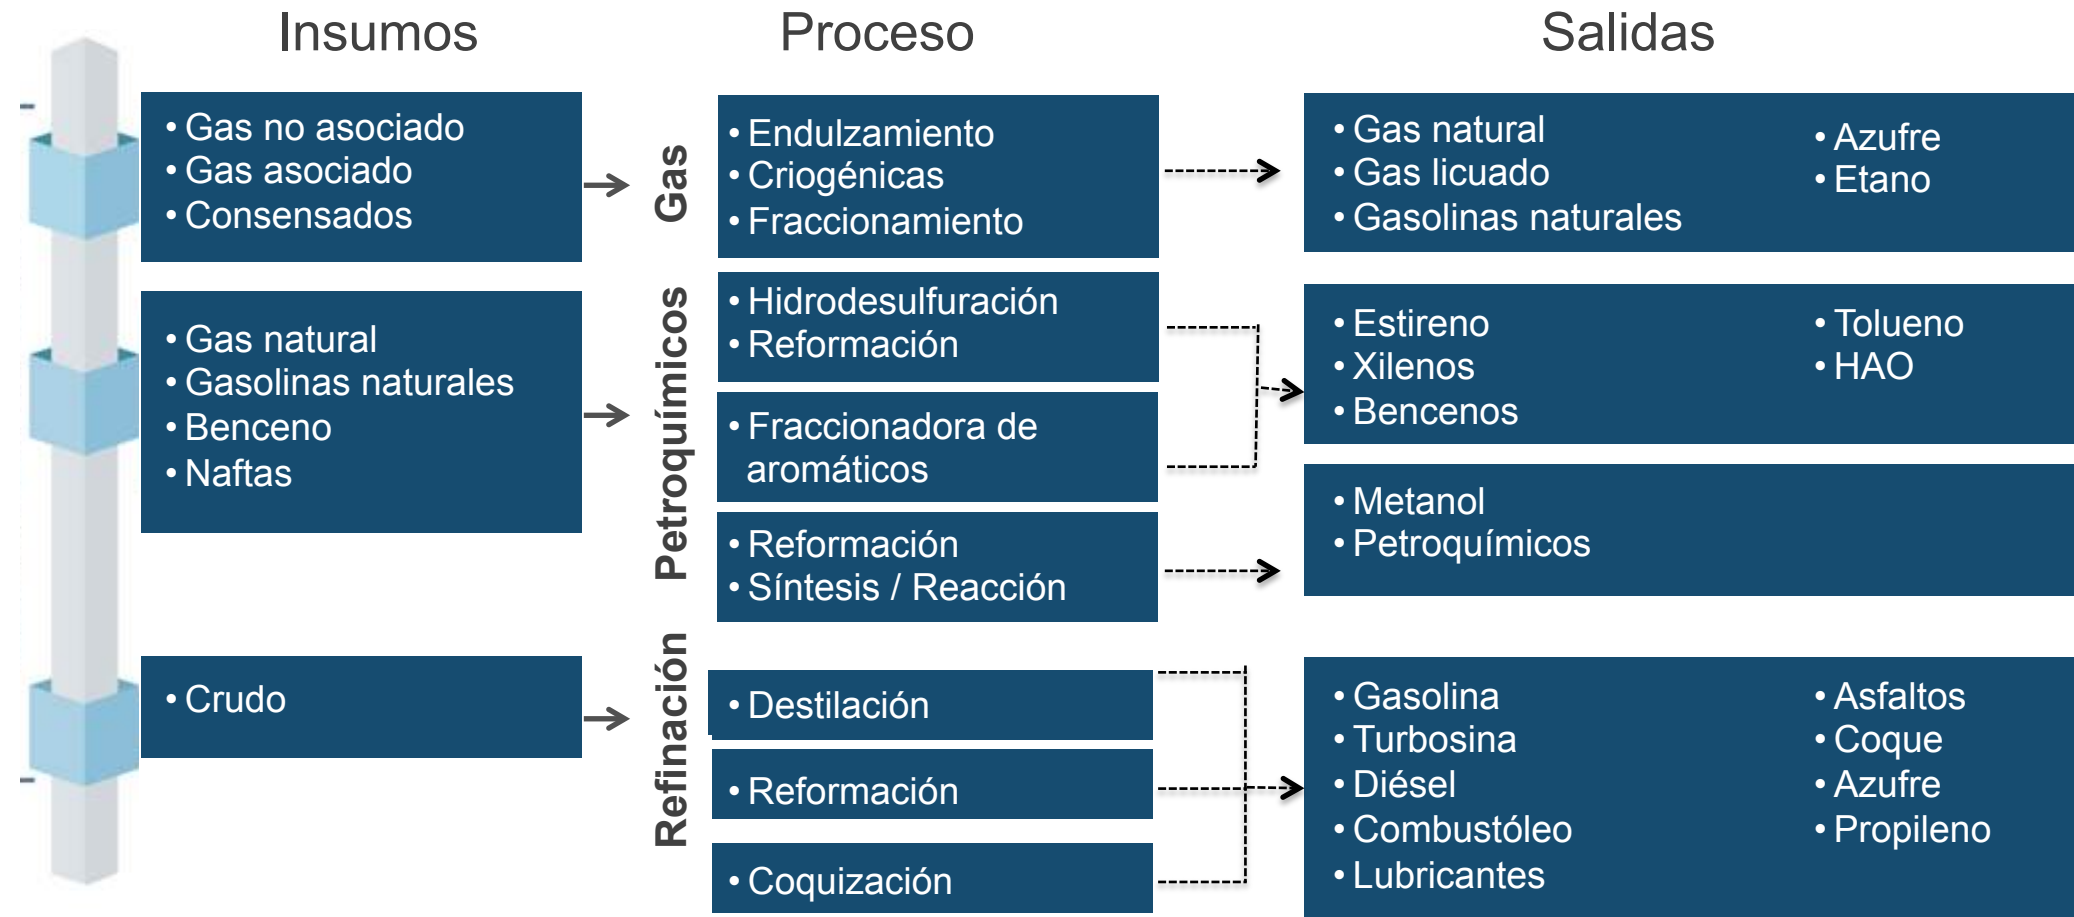 Insumos
Proceso
Salidas
• Gas no asociado
• Gas asociado
• Consensados
Gas
• Endulzamiento
• Criogénicas
• Fraccionamiento
• Gas natural
• Gas licuado
• Gasolinas naturales
• Azufre
• Etano
• Gas natural
• Gasolinas naturales
• Benceno
• Naftas
Petroquímicos
• Hidrodesulfuración
• Reformación
• Fraccionadora de
aromáticos
• Reformación
• Síntesis / Reacción
• Estireno
• Xilenos
• Bencenos
• Tolueno
• HAO
• Metanol
• Petroquímicos
• Crudo
Refinación
• Destilación
• Reformación
• Coquización
• Gasolina
• Turbosina
• Diésel
• Combustóleo
• Lubricantes
• Asfaltos
• Coque
• Azufre
• Propileno